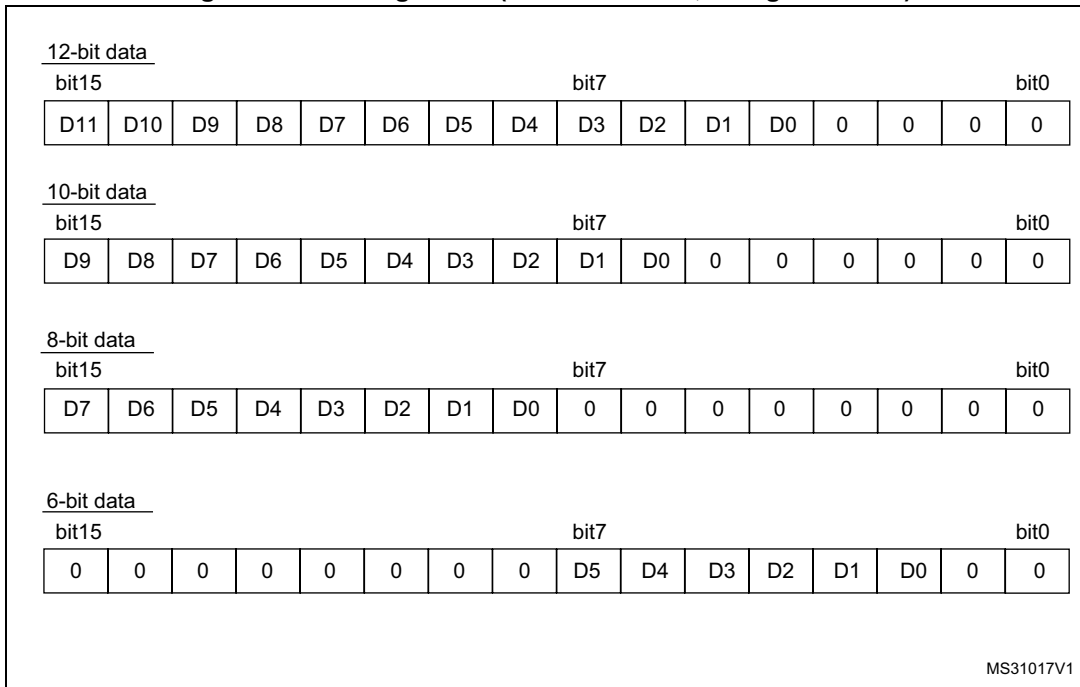 12-bit data
bit15 bit7 bit0
D11 D10 D9 D8 D7 D6 D5 D4 D3 D2 D1 D0 0 0 0 0
10-bit data
bit15 bit7 bit0
D9 D8 D7 D6 D5 D4 D3 D2 D1 D0 0 0 0 0 0 0
8-bit data
bit15 bit7 bit0
D7 D6 D5 D4 D3 D2 D1 D0 0 0 0 0 0 0 0 0
6-bit data
bit15 bit7 bit0
0 0 0 0 0 0 0 0 D5 D4 D3 D2 D1 D0 0 0
MS31017V1